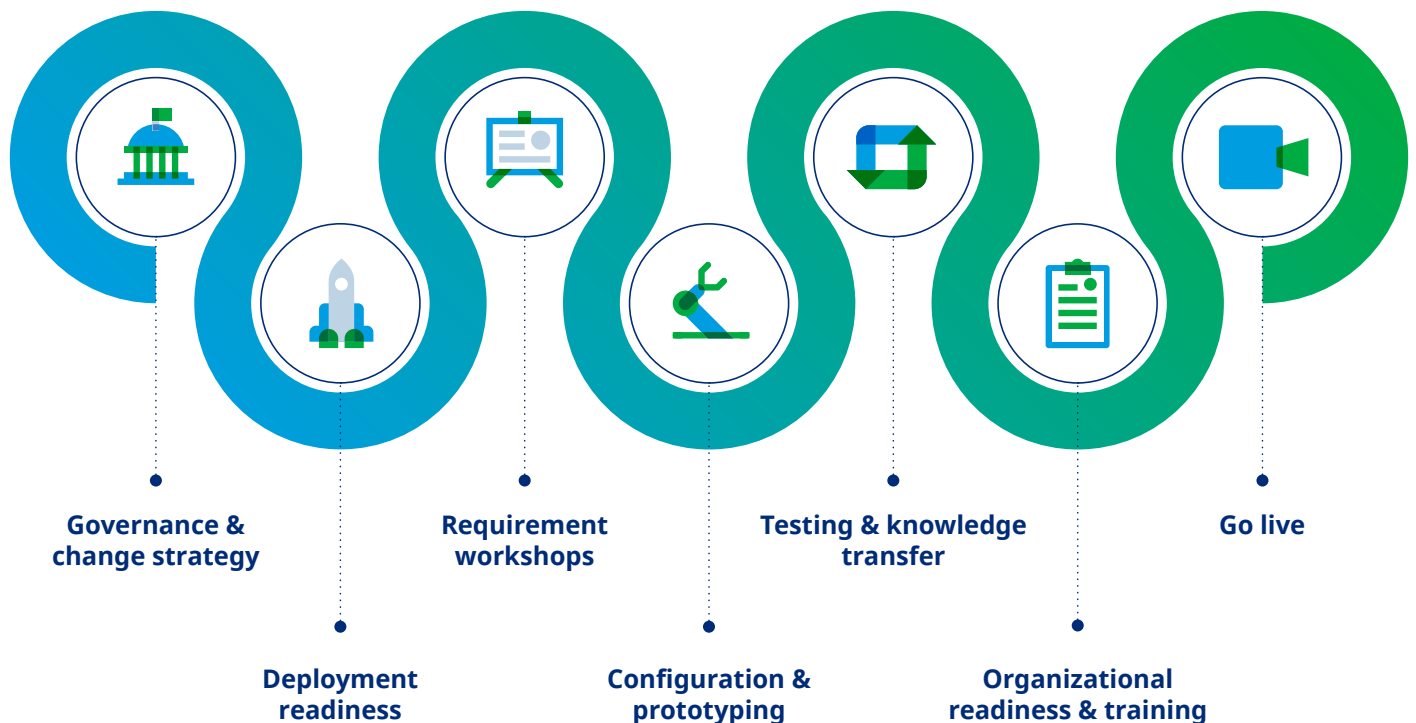 Governance &
change strategy
Deployment
readiness
Requirement
workshops
Configuration &
prototyping
Testing & knowledge
transfer
Organizational
readiness & training
Go live